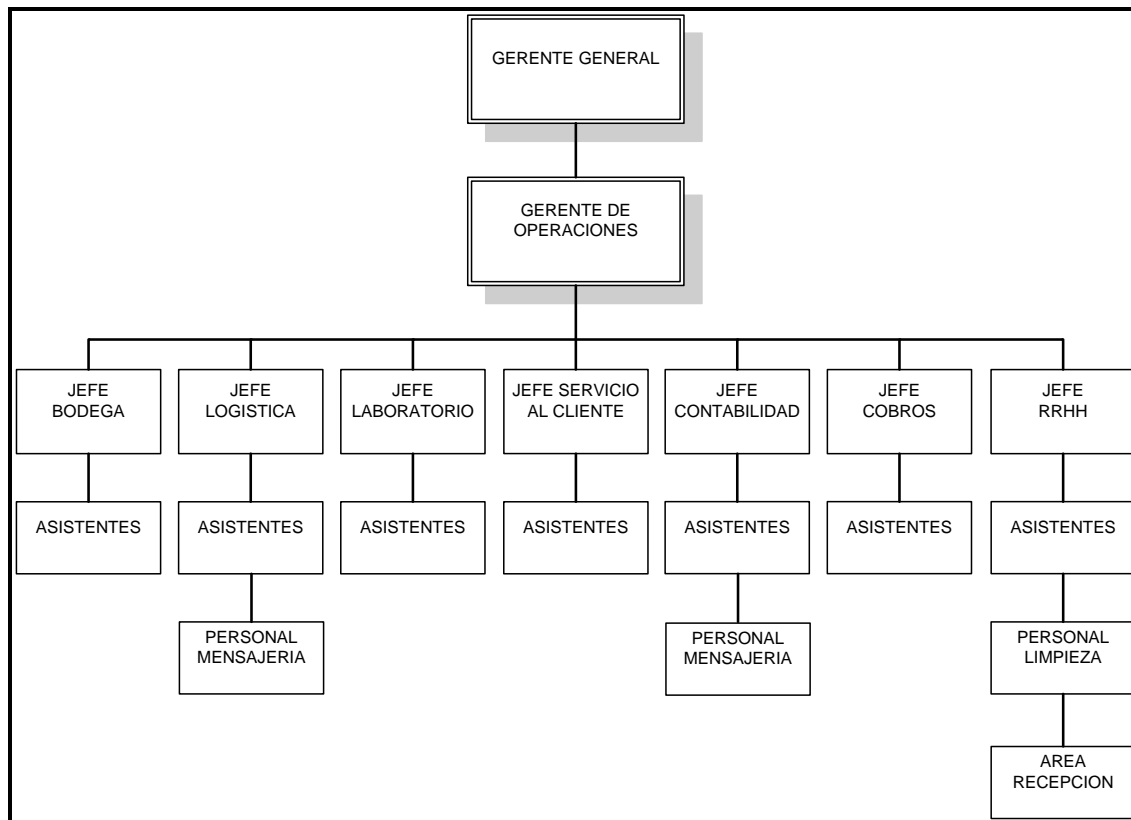 GERENTE GENERAL
GERENTE DE
OPERACIONES
JEFE
BODEGA
JEFE
LOGISTICA
JEFE
LABORATORIO
JEFE SERVICIO
AL CLIENTE
JEFE
CONTABILIDAD
JEFE
COBROS
JEFE
RRHH
ASISTENTES
ASISTENTES
ASISTENTES
ASISTENTES
ASISTENTES
ASISTENTES
ASISTENTES
PERSONAL
MENSAJERIA
PERSONAL
MENSAJERIA
PERSONAL
LIMPIEZA
AREA
RECEPCION